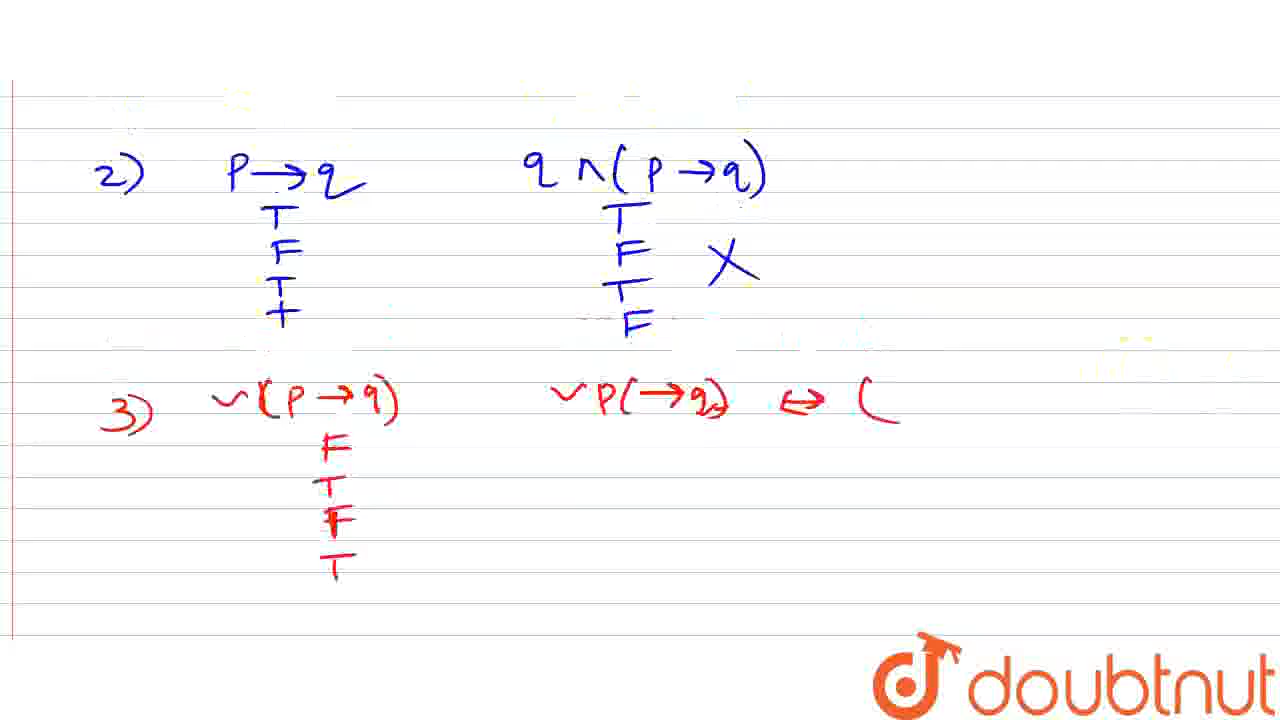 2) P → q q ∧ ( P → q )
T T
F F X
T T
T F
3) ~ ( P → q ) ~ P ( → q ) ↔ (
F
T
F
T
doubtnut